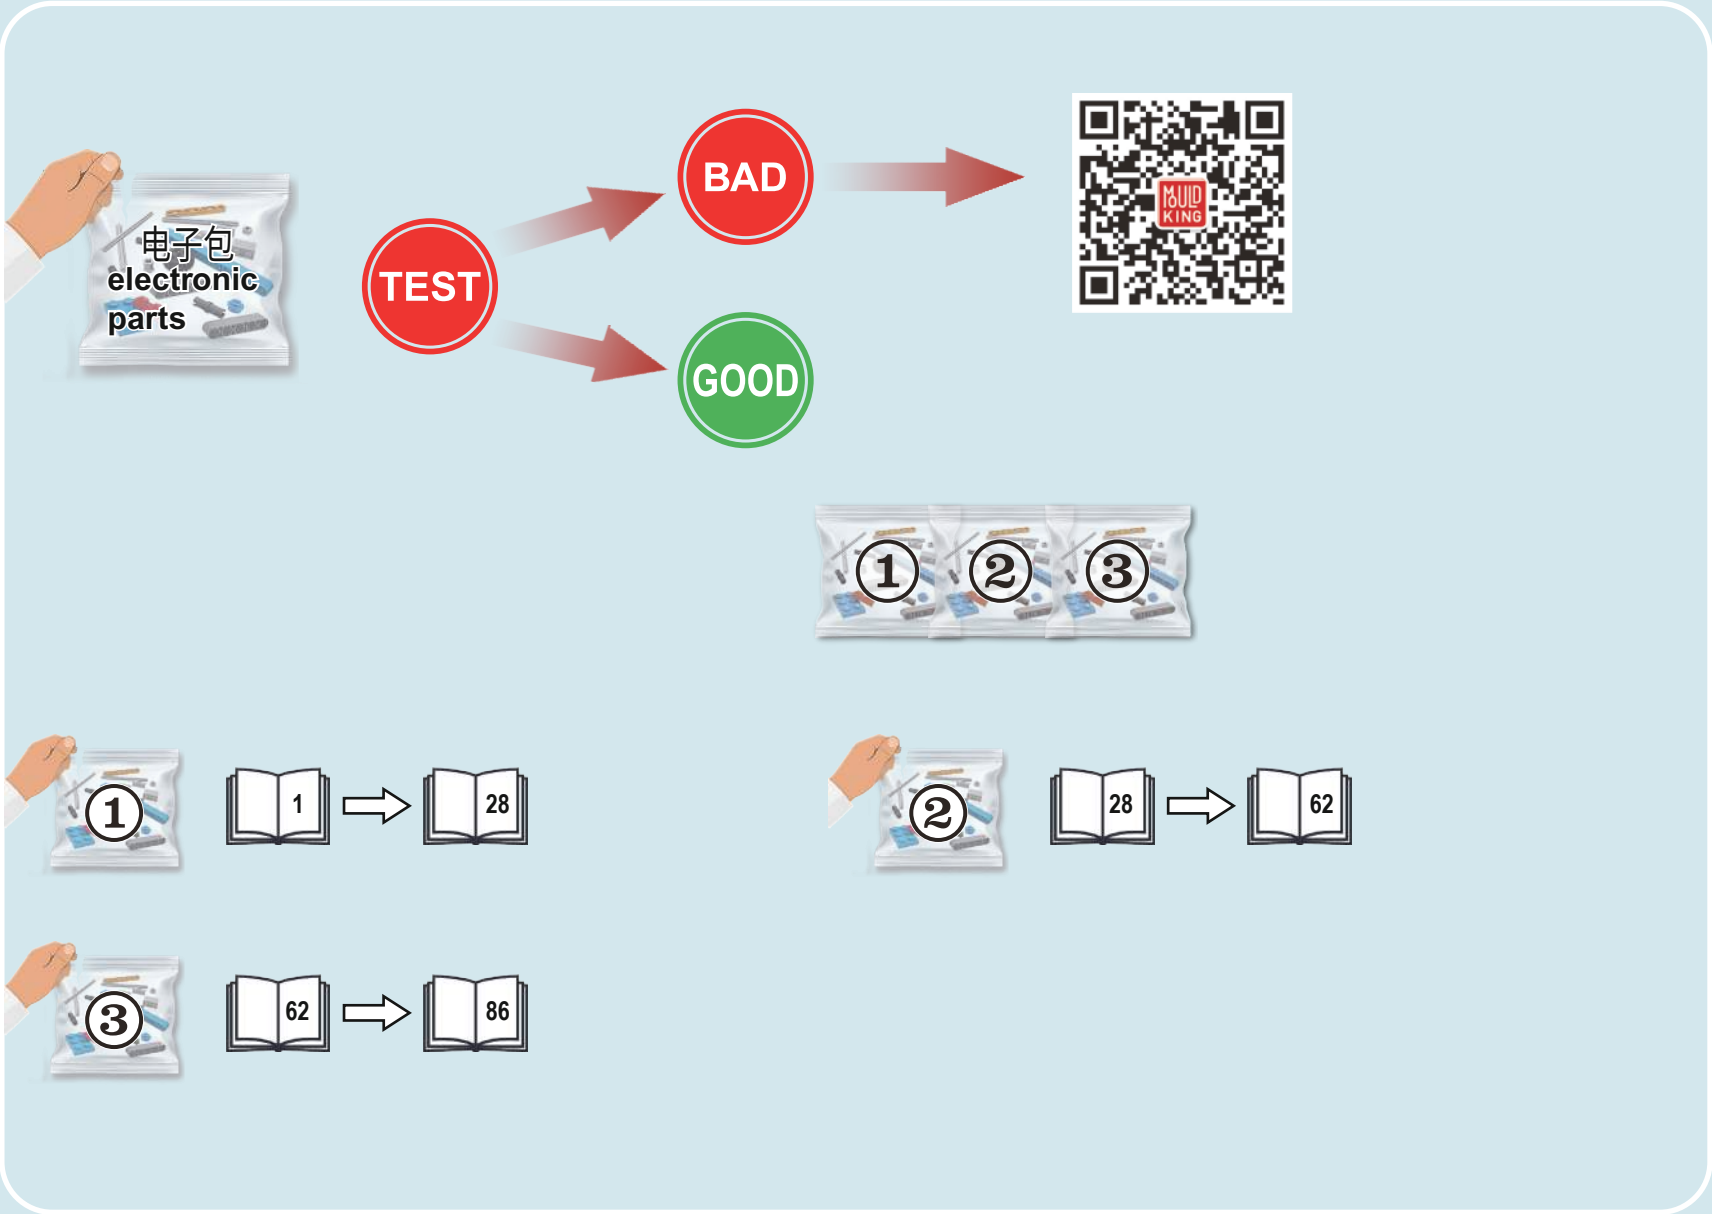 电子包
electronic
parts
TEST
BAD
GOOD
MOULD
KING
1 2 3
1 1 28
2 28 62
3 62 86